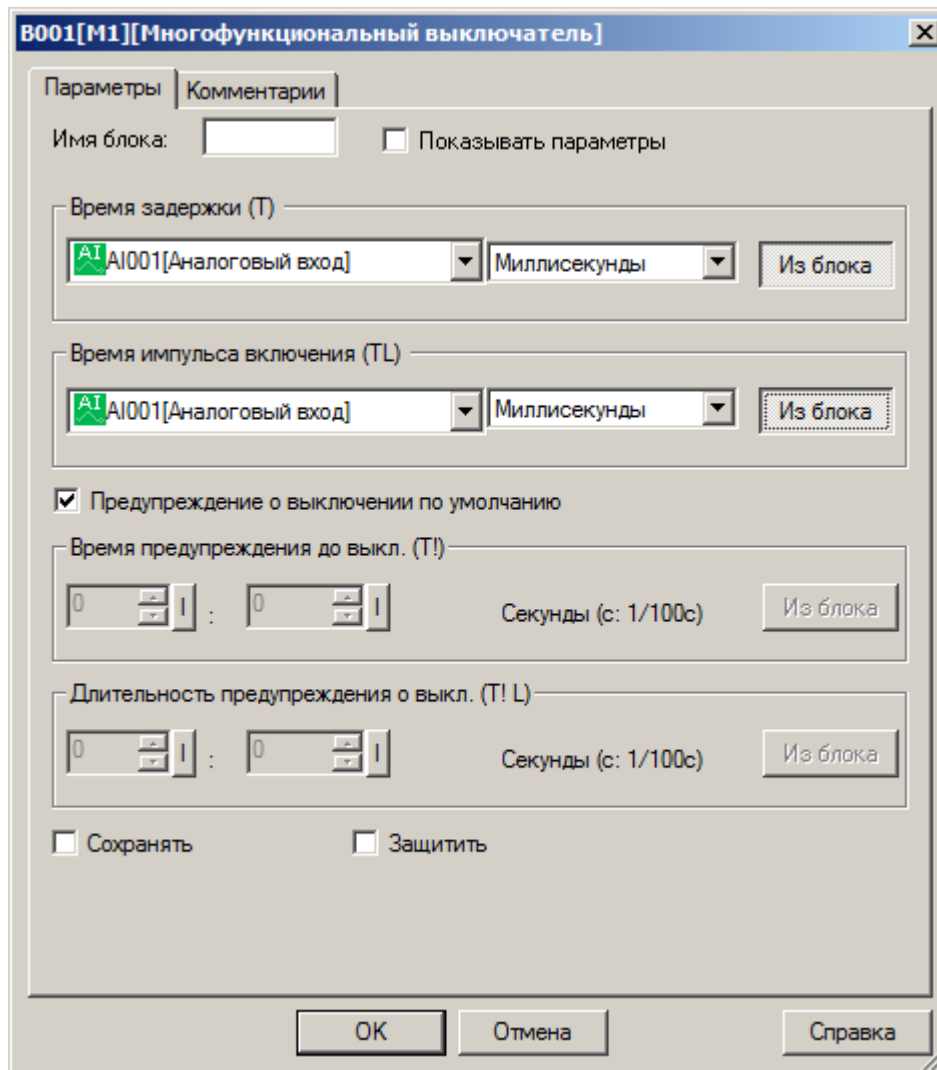 B001[M1][Многофункциональный выключатель]
Параметры Комментарии
Имя блока: Показывать параметры
Время задержки (T)
AI AI001[Аналоговый вход] Миллисекунды Из блока
Время импульса включения (TL)
AI AI001[Аналоговый вход] Миллисекунды Из блока
Предупреждение о выключении по умолчанию
Время предупреждения до выкл. (T!)
0 I : 0 I Секунды (с: 1/100с) Из блока
Длительность предупреждения о выкл. (T! L)
0 I : 0 I Секунды (с: 1/100с) Из блока
Сохранять Защитить
OK Отмена Справка